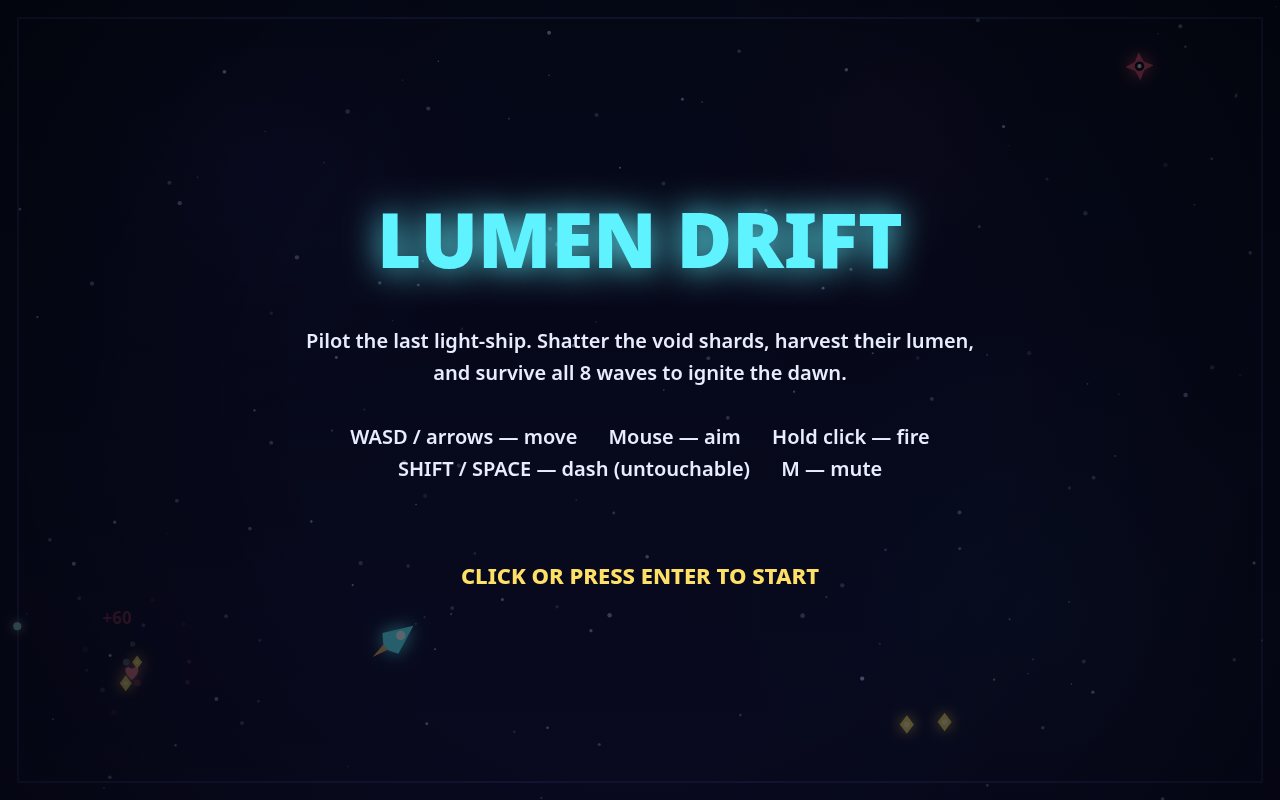 LUMEN DRIFT
Pilot the last light-ship. Shatter the void shards, harvest their lumen,
and survive all 8 waves to ignite the dawn.
WASD / arrows — move Mouse — aim Hold click — fire
SHIFT / SPACE — dash (untouchable) M — mute
CLICK OR PRESS ENTER TO START
+60